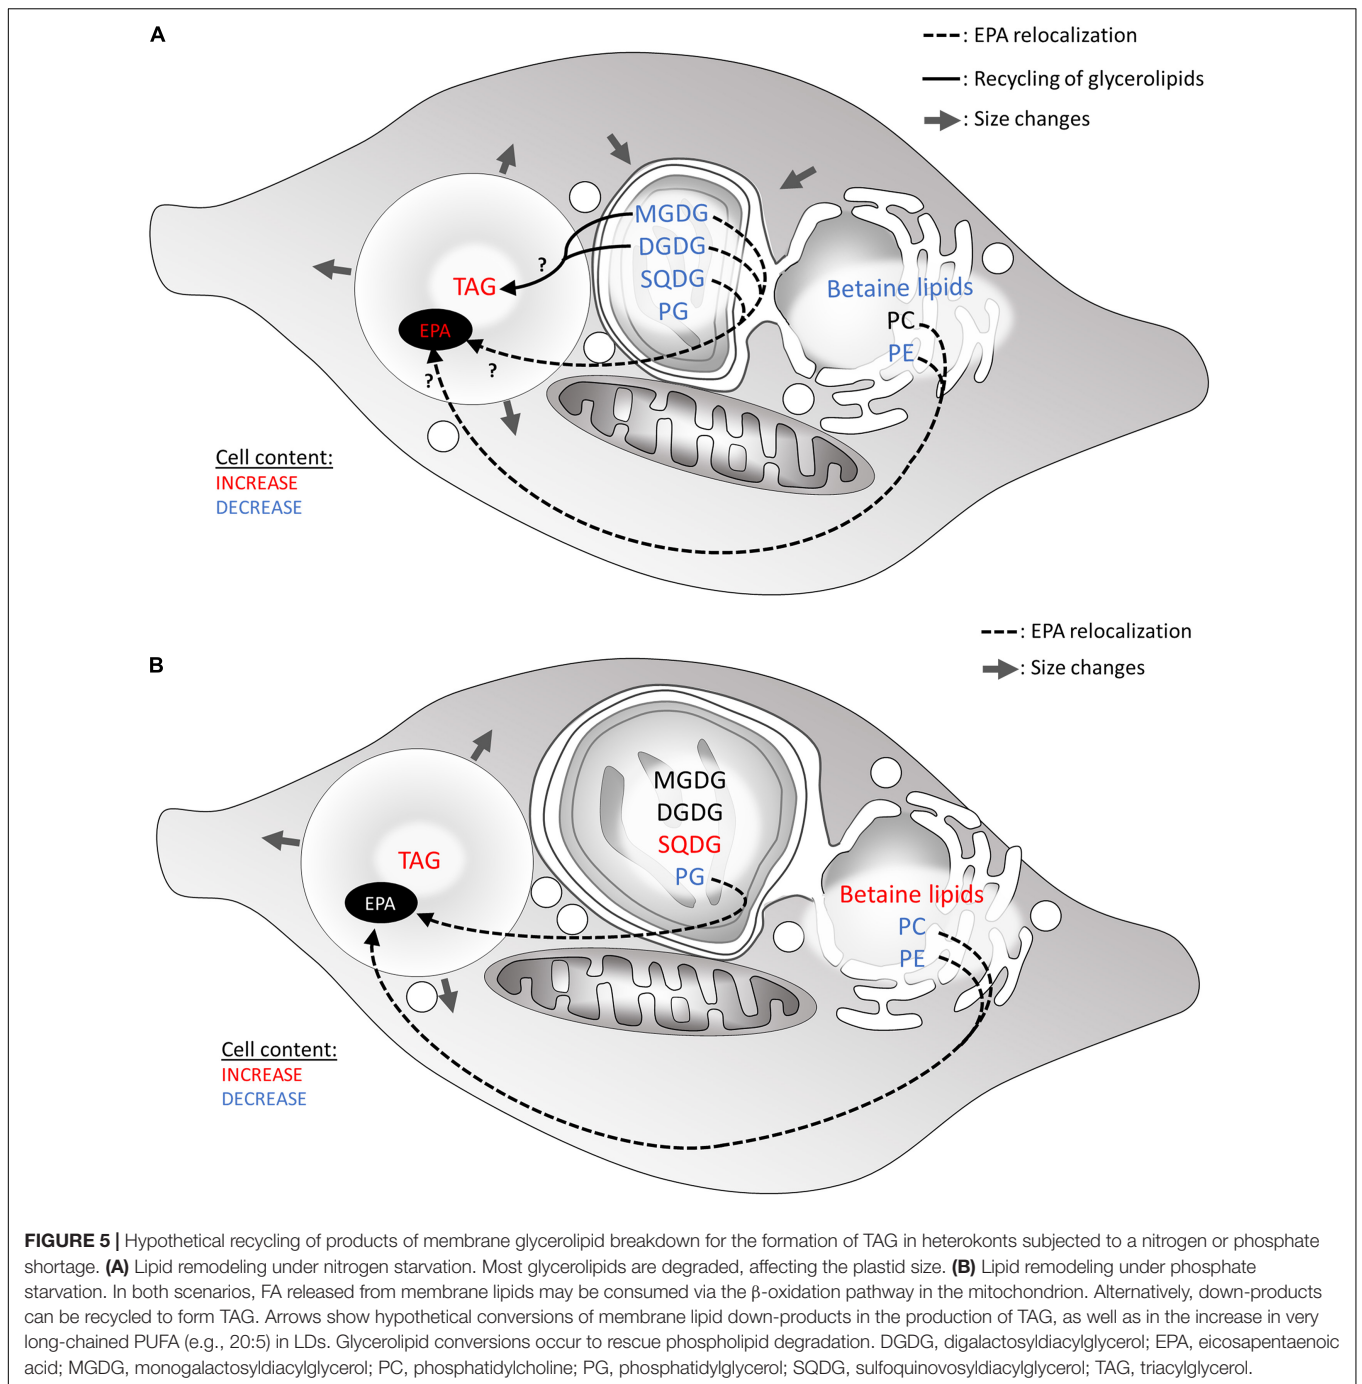 A
: EPA relocalization
: Recycling of glycerolipids
: Size changes
MGDG
DGDG
SQDG
PG
?
TAG
EPA
?
?
Betaine lipids
PC
PE
Cell content:
INCREASE
DECREASE
B
: EPA relocalization
: Size changes
MGDG
DGDG
SQDG
PG
TAG
EPA
Betaine lipids
PC
PE
Cell content:
INCREASE
DECREASE
FIGURE 5 | Hypothetical recycling of products of membrane glycerolipid breakdown for the formation of TAG in heterokonts subjected to a nitrogen or phosphate
shortage. (A) Lipid remodeling under nitrogen starvation. Most glycerolipids are degraded, affecting the plastid size. (B) Lipid remodeling under phosphate
starvation. In both scenarios, FA released from membrane lipids may be consumed via the β-oxidation pathway in the mitochondrion. Alternatively, down-products
can be recycled to form TAG. Arrows show hypothetical conversions of membrane lipid down-products in the production of TAG, as well as in the increase in very
long-chained PUFA (e.g., 20:5) in LDs. Glycerolipid conversions occur to rescue phospholipid degradation. DGDG, digalactosyldiacylglycerol; EPA, eicosapentaenoic
acid; MGDG, monogalactosyldiacylglycerol; PC, phosphatidylcholine; PG, phosphatidylglycerol; SQDG, sulfoquinovosyldiacylglycerol; TAG, triacylglycerol.